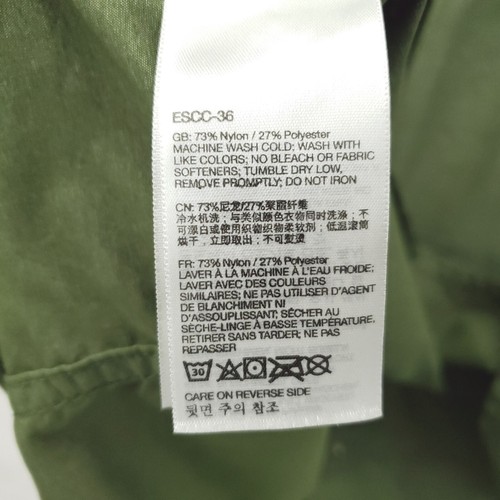 ESCC-36
GB: 73% Nylon / 27% Polyester
MACHINE WASH COLD: WASH WITH
LIKE COLORS; NO BLEACH OR FABRIC
SOFTENERS; TUMBLE DRY LOW,
REMOVE PROMPTLY; DO NOT IRON
CN: 73%尼龙/27%聚脂纤维
冷水机洗；与类似颜色衣物同时洗涤；不
可漂白或使用织物织物柔软剂；低温滚筒
烘干，立即取出；不可熨烫
FR: 73% Nylon / 27% Polyester
LAVER À LA MACHINE À L'EAU FROIDE;
LAVER AVEC DES COULEURS
SIMILAIRES; NE PAS UTILISER D'AGENT
DE BLANCHIMENT NI
D'ASSOUPLISSANT; SÉCHER AU
SÈCHE-LINGE À BASSE TEMPÉRATURE.
RETIRER SANS TARDER; NE PAS
REPASSER
30
CARE ON REVERSE SIDE
뒷면 주의 참조